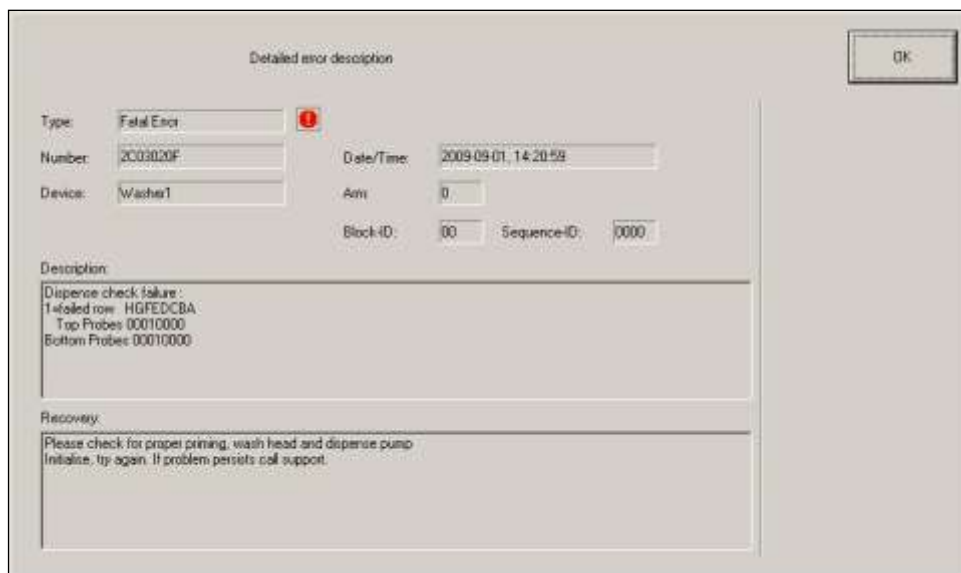 Detailed error description
OK
Type: Fatal Error
Number: 2C03020F Date/Time: 2009-09-01, 14:20:59
Device: Washer1 Arm: 0
Block-ID: 00 Sequence-ID: 0000
Description:
Dispense check failure :
1=failed row HGFEDCBA
Top Probes 00010000
Bottom Probes 00010000
Recovery:
Please check for proper priming, wash head and dispense pump
Initialise, try again. If problem persists call support.